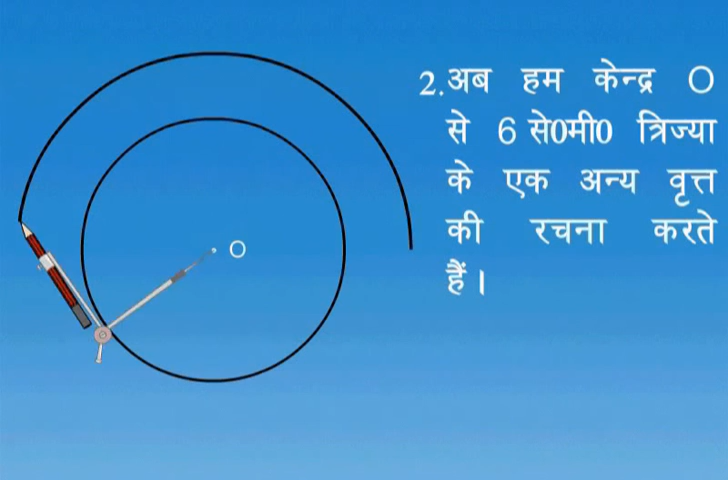 2.अब हम केन्द्र O
से 6 से0मी0 त्रिज्या
के एक अन्य वृत्त
की रचना करते
हैं।
O